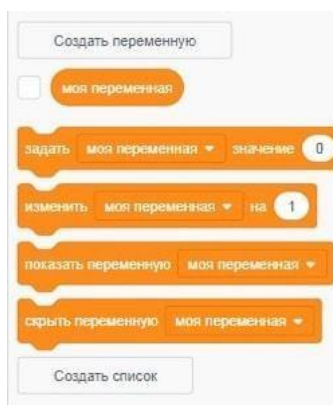 Создать переменную
моя переменная
задать моя переменная значение 0
изменить моя переменная на 1
показать переменную моя переменная
скрыть переменную моя переменная
Создать список